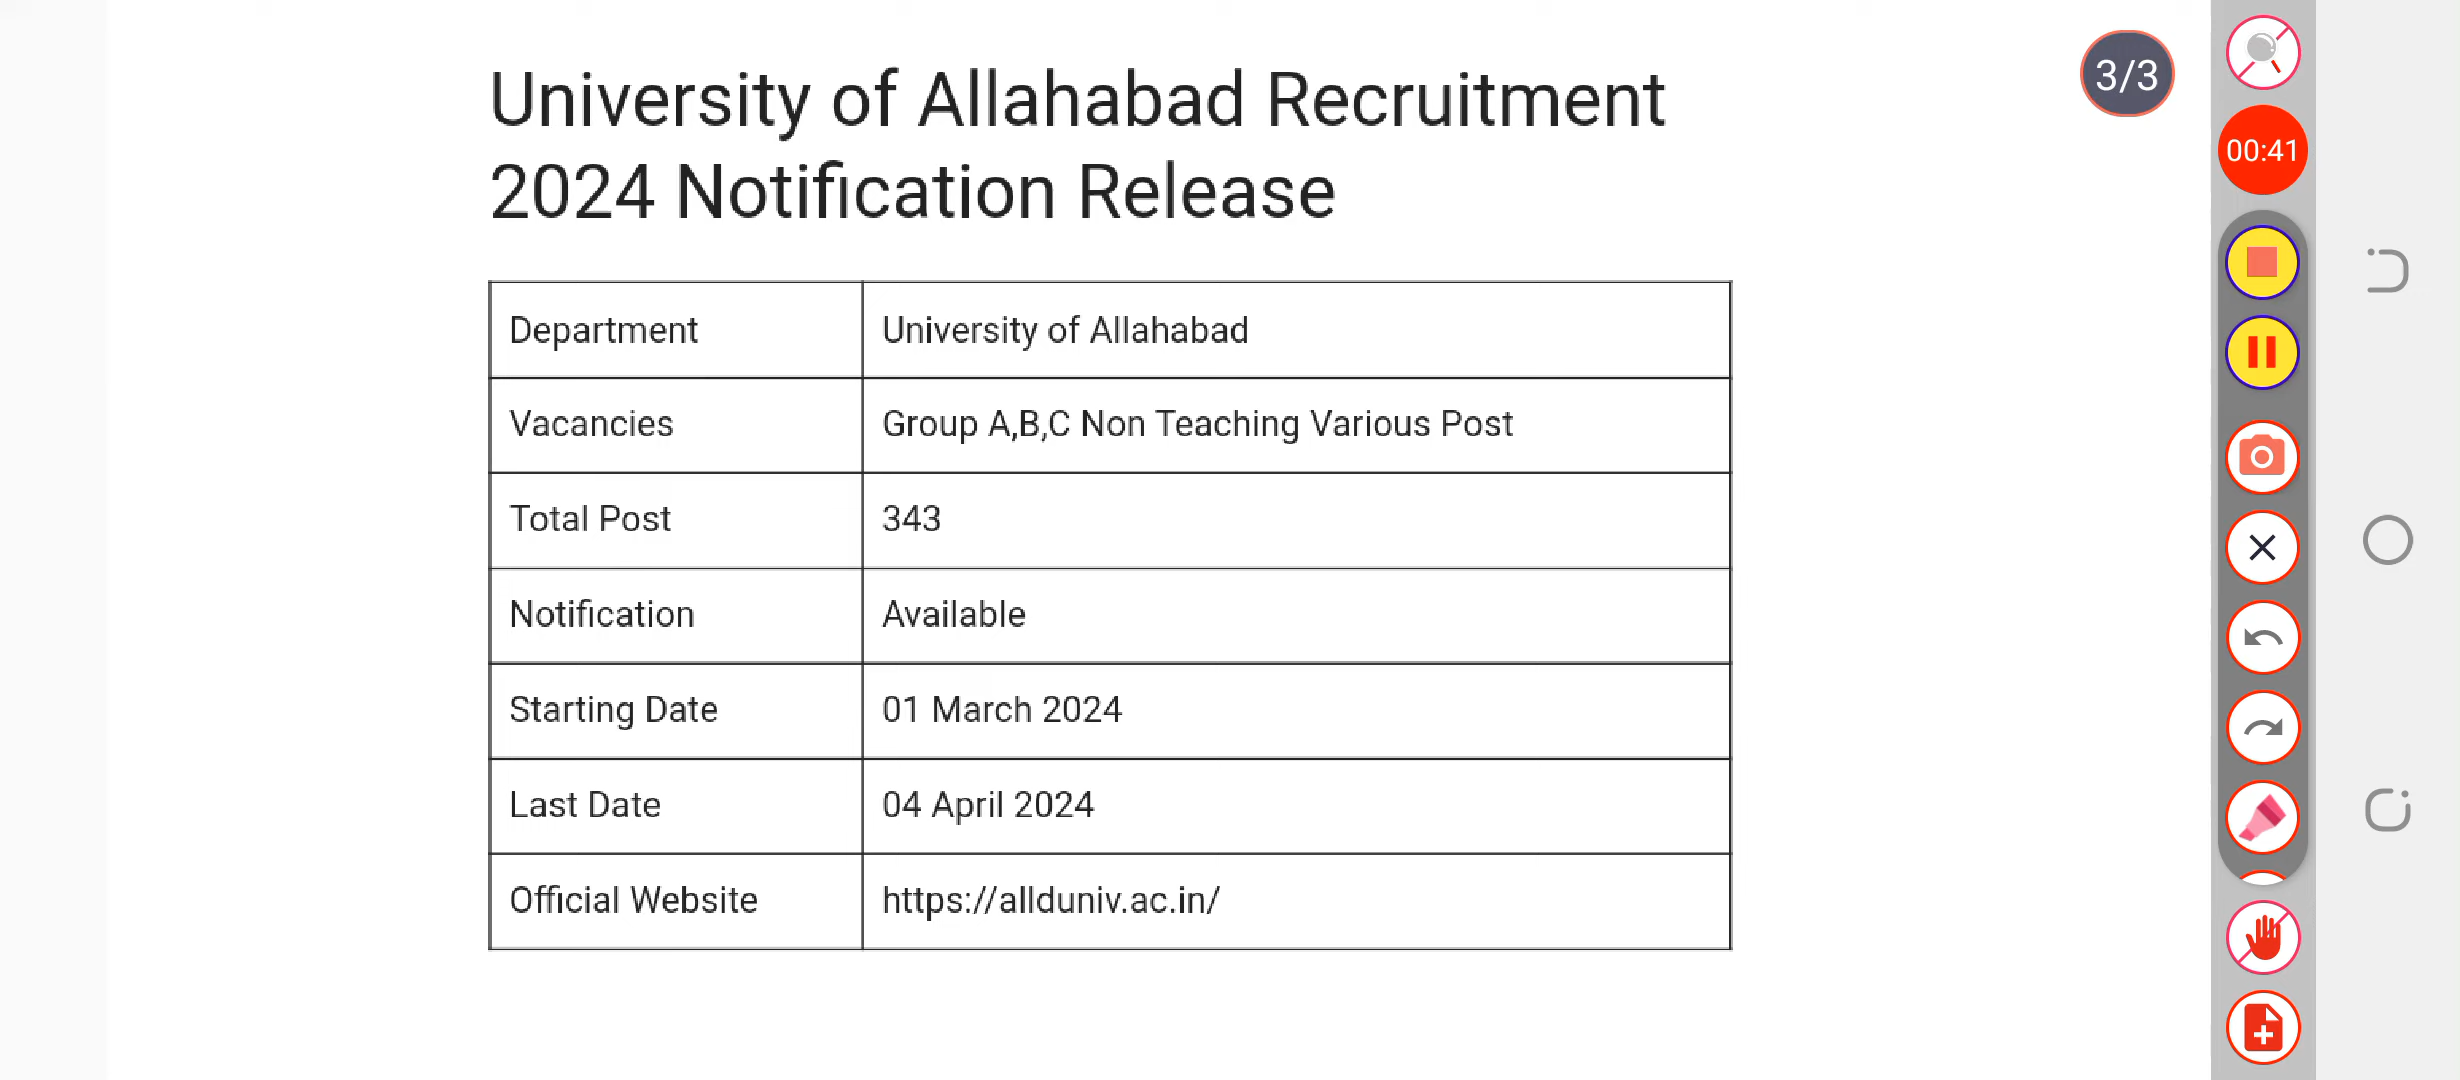 University of Allahabad Recruitment
2024 Notification Release
3/3
00:41
Department University of Allahabad
Vacancies Group A,B,C Non Teaching Various Post
Total Post 343
Notification Available
Starting Date 01 March 2024
Last Date 04 April 2024
Official Website https://allduniv.ac.in/